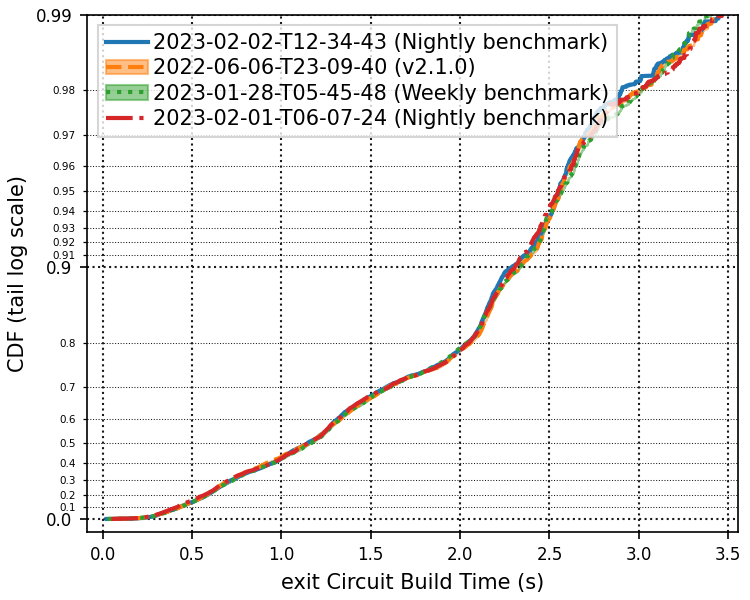 0.99
2023-02-02-T12-34-43 (Nightly benchmark)
2022-06-06-T23-09-40 (v2.1.0)
2023-01-28-T05-45-48 (Weekly benchmark)
2023-02-01-T06-07-24 (Nightly benchmark)
0.98
0.97
0.96
0.95
0.94
0.93
0.92
0.91
0.9
0.8
0.7
0.6
0.5
0.4
0.3
0.2
0.1
0.0
CDF (tail log scale)
0.0 0.5 1.0 1.5 2.0 2.5 3.0 3.5
exit Circuit Build Time (s)